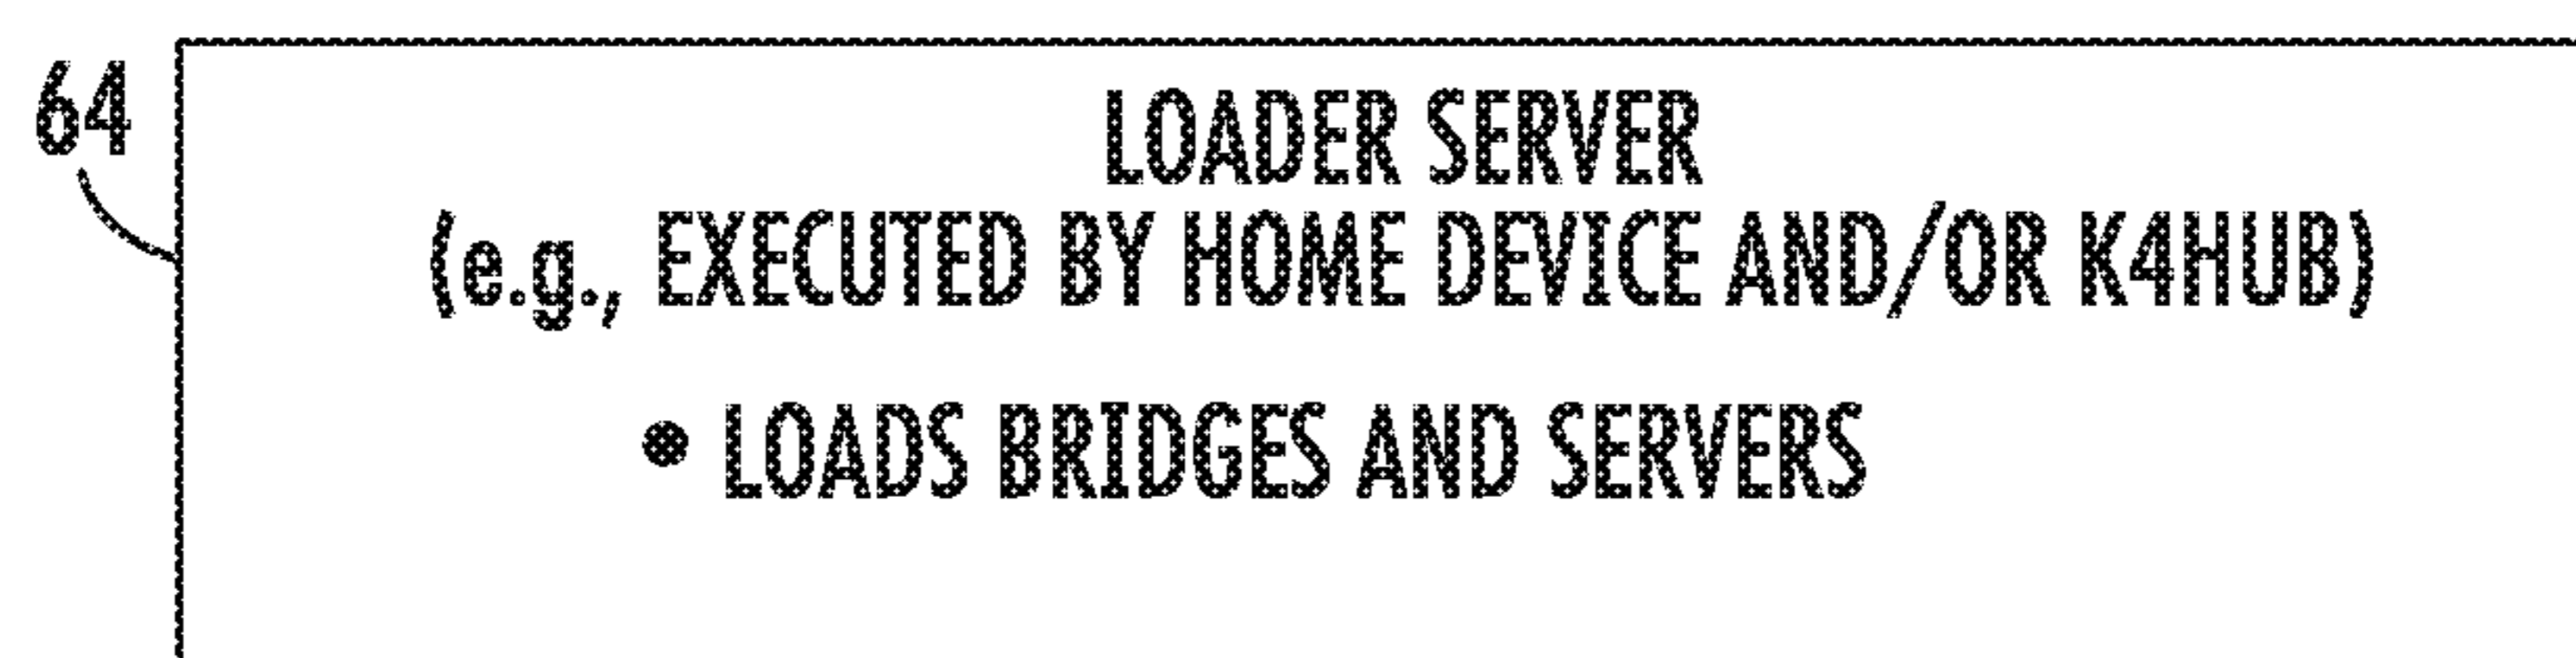 64
LOADER SERVER
(e.g., EXECUTED BY HOME DEVICE AND/OR K4HUB)
• LOADS BRIDGES AND SERVERS